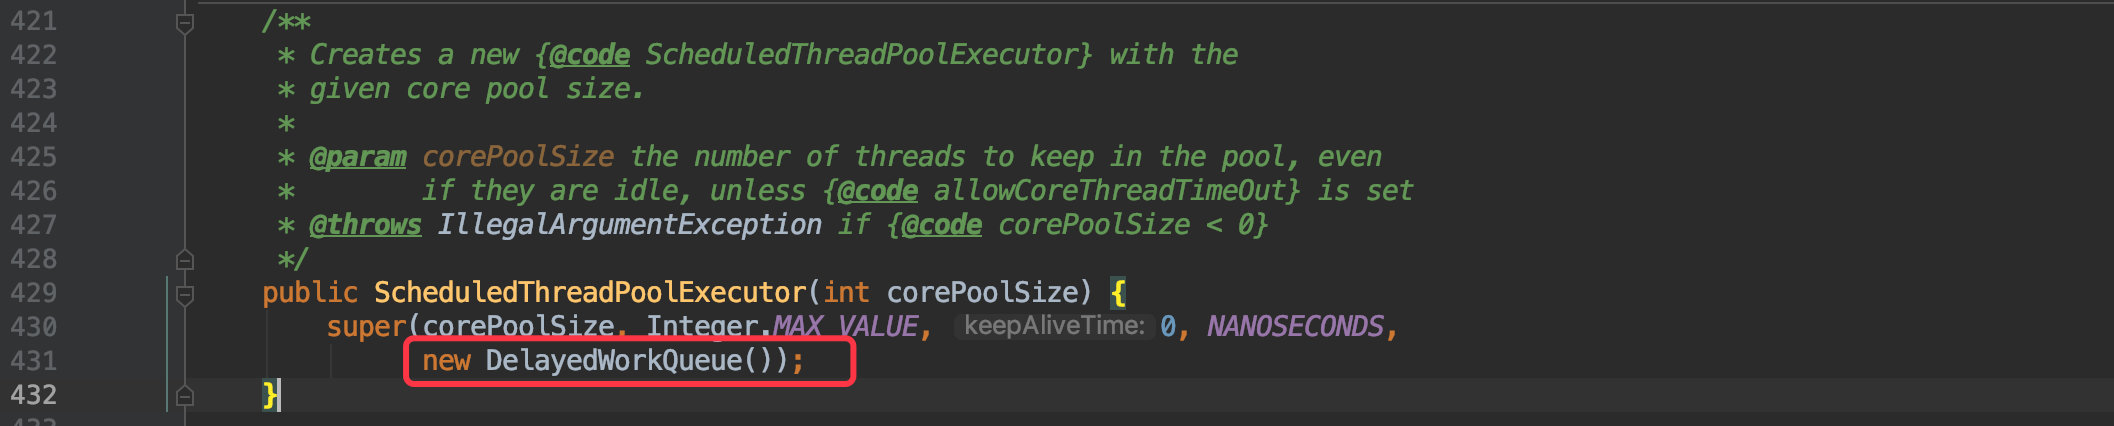 421 /**
422 * Creates a new {@code ScheduledThreadPoolExecutor} with the
423 * given core pool size.
424 *
425 * @param corePoolSize the number of threads to keep in the pool, even
426 * if they are idle, unless {@code allowCoreThreadTimeOut} is set
427 * @throws IllegalArgumentException if {@code corePoolSize < 0}
428 */
429 public ScheduledThreadPoolExecutor(int corePoolSize) {
430 super(corePoolSize, Integer.MAX_VALUE, keepAliveTime: 0, NANOSECONDS,
431 new DelayedWorkQueue());
432 }
433